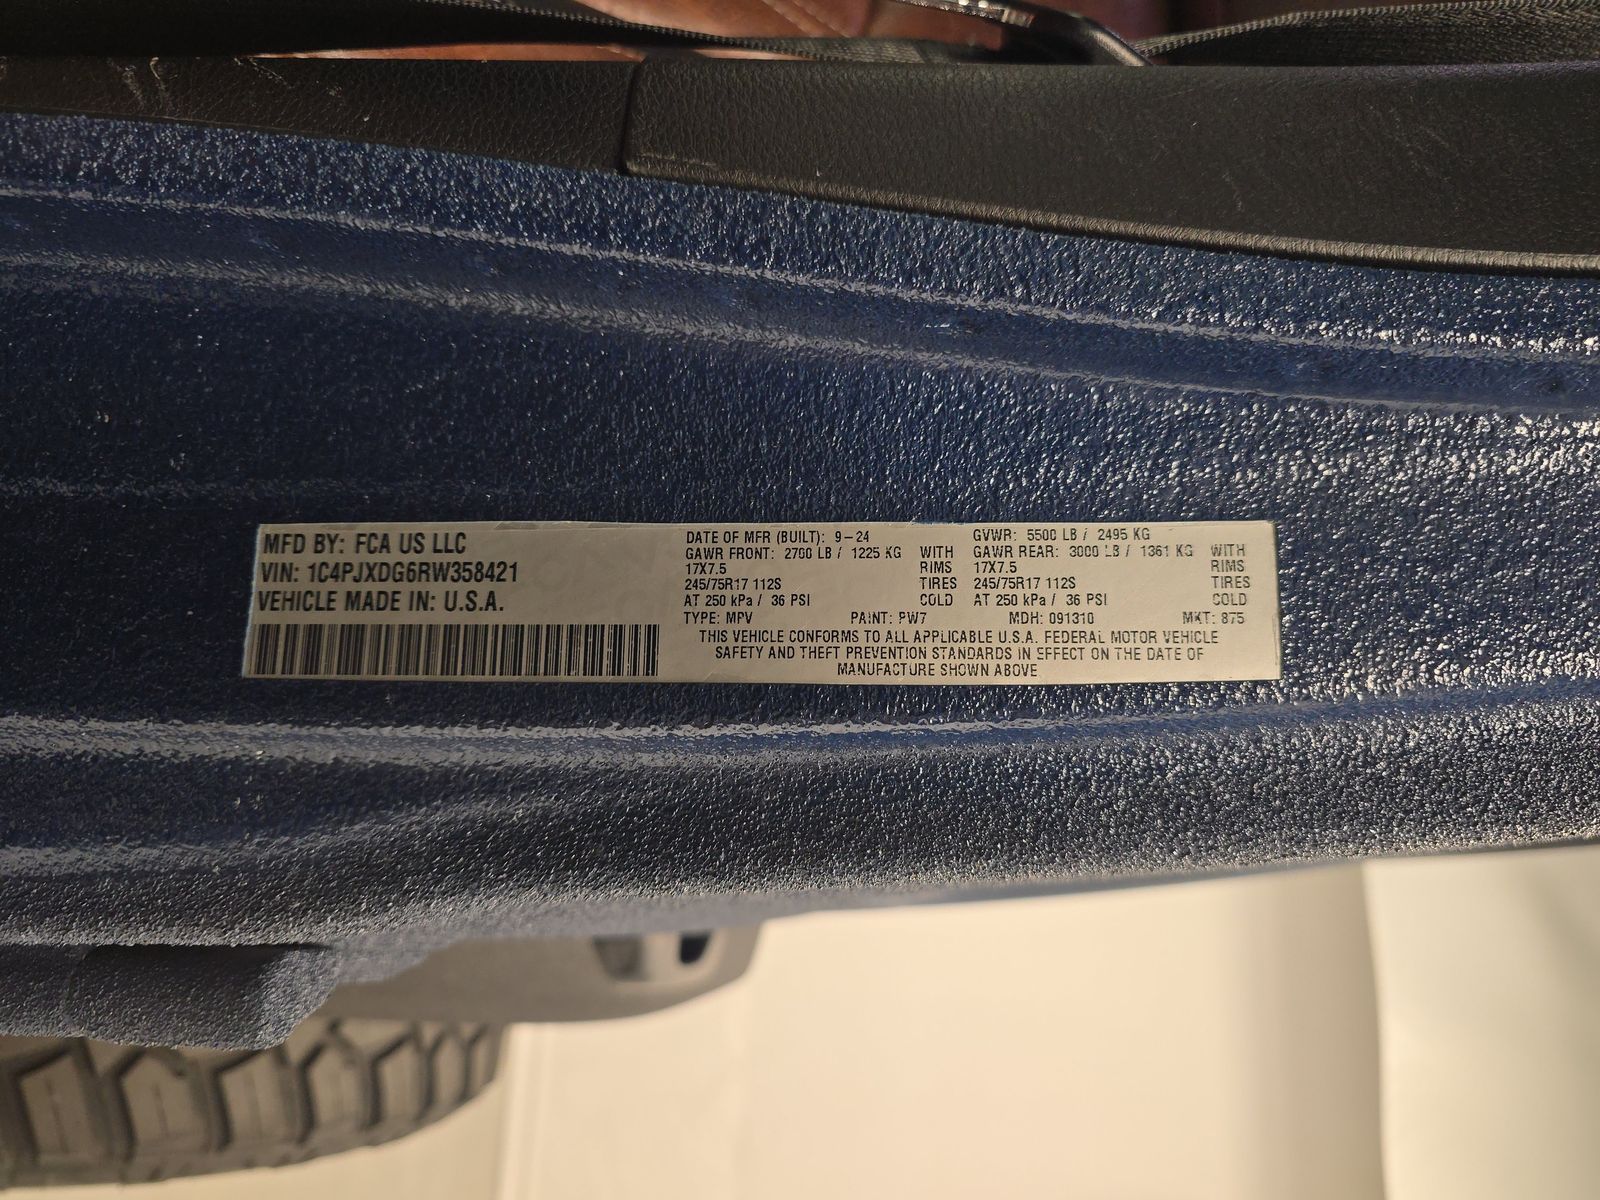 MFD BY: FCA US LLC
VIN: 1C4PJXDG6RW358421
VEHICLE MADE IN: U.S.A.
DATE OF MFR (BUILT): 9-24 GVWR: 5500 LB / 2495 KG
GAWR FRONT: 2700 LB / 1225 KG WITH GAWR REAR: 3000 LB / 1361 KG WITH
17X7.5 RIMS 17X7.5 RIMS
245/75R17 112S TIRES 245/75R17 112S TIRES
AT 250 kPa / 36 PSI COLD AT 250 kPa / 36 PSI COLD
TYPE: MPV PAINT: PW7 MDH: 091310 MKT: 875
THIS VEHICLE CONFORMS TO ALL APPLICABLE U.S.A. FEDERAL MOTOR VEHICLE
SAFETY AND THEFT PREVENTION STANDARDS IN EFFECT ON THE DATE OF
MANUFACTURE SHOWN ABOVE